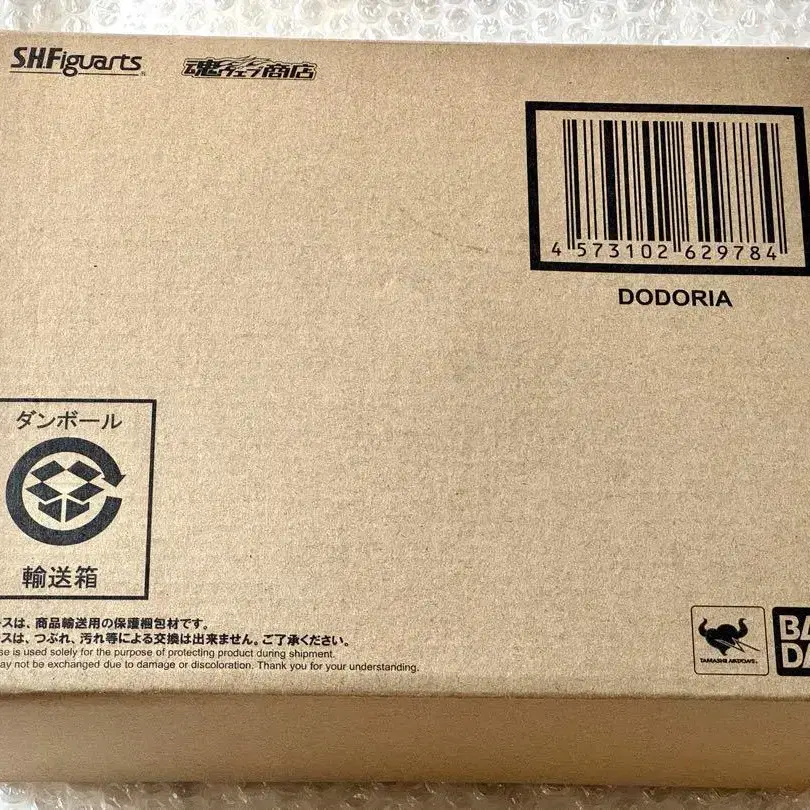 S.H.Figuarts
魂ウェブ商店
4 573102 629784
DODORIA
ダンボール
輸送箱
スは、商品輸送用の保護梱包材です。
スは、つぶれ、汚れ等による交換は出来ません。ご了承ください。
se is used solely for the purpose of protecting product during shipment.
ay not be exchanged due to damage or discoloration. Thank you for your understanding.
TAMASHII NATIONS
BA
DA